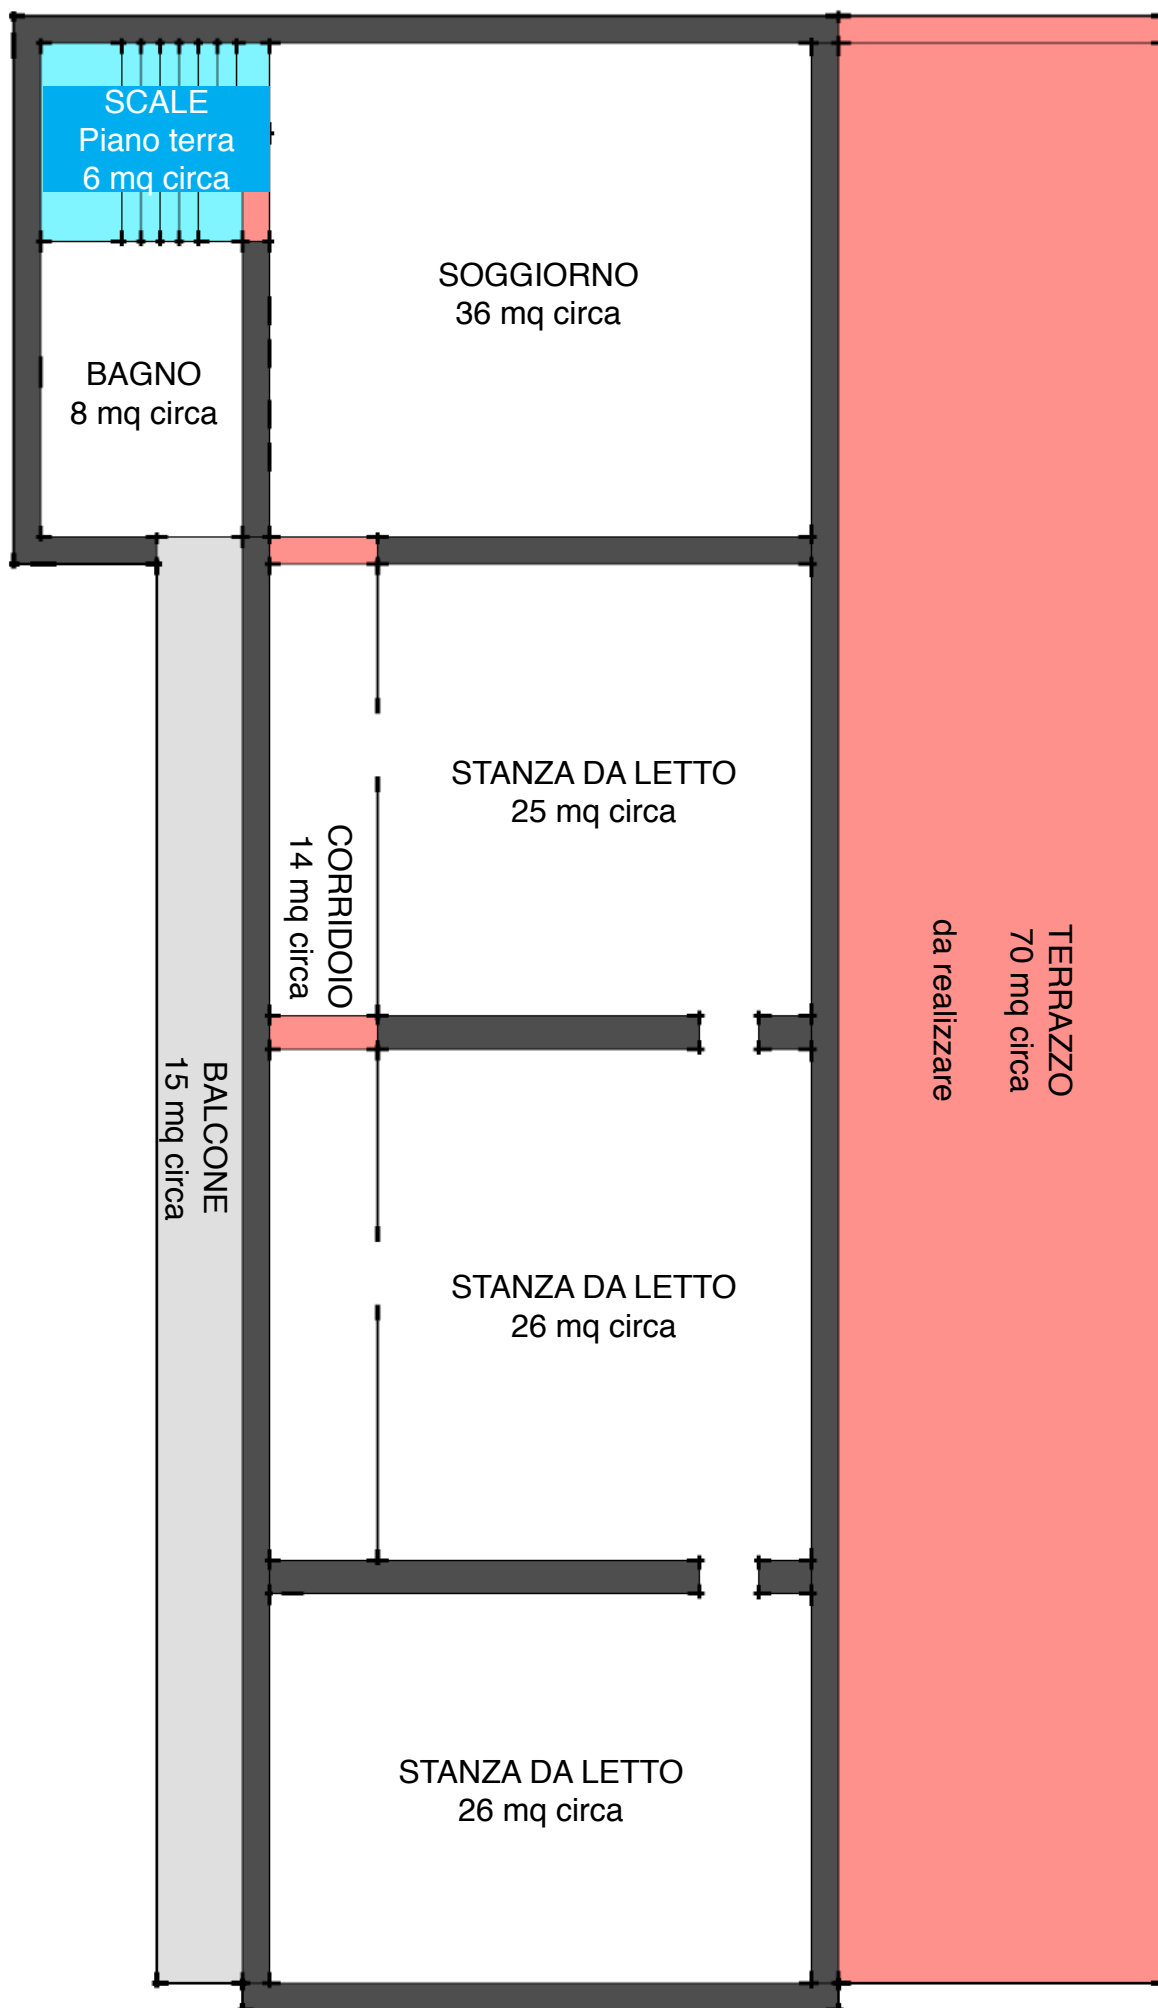 SCALE
Piano terra
6 mq circa
SOGGIORNO
36 mq circa
BAGNO
8 mq circa
STANZA DA LETTO
25 mq circa
CORRIDOIO
14 mq circa
TERRAZZO
70 mq circa
da realizzare
BALCONE
15 mq circa
STANZA DA LETTO
26 mq circa
STANZA DA LETTO
26 mq circa